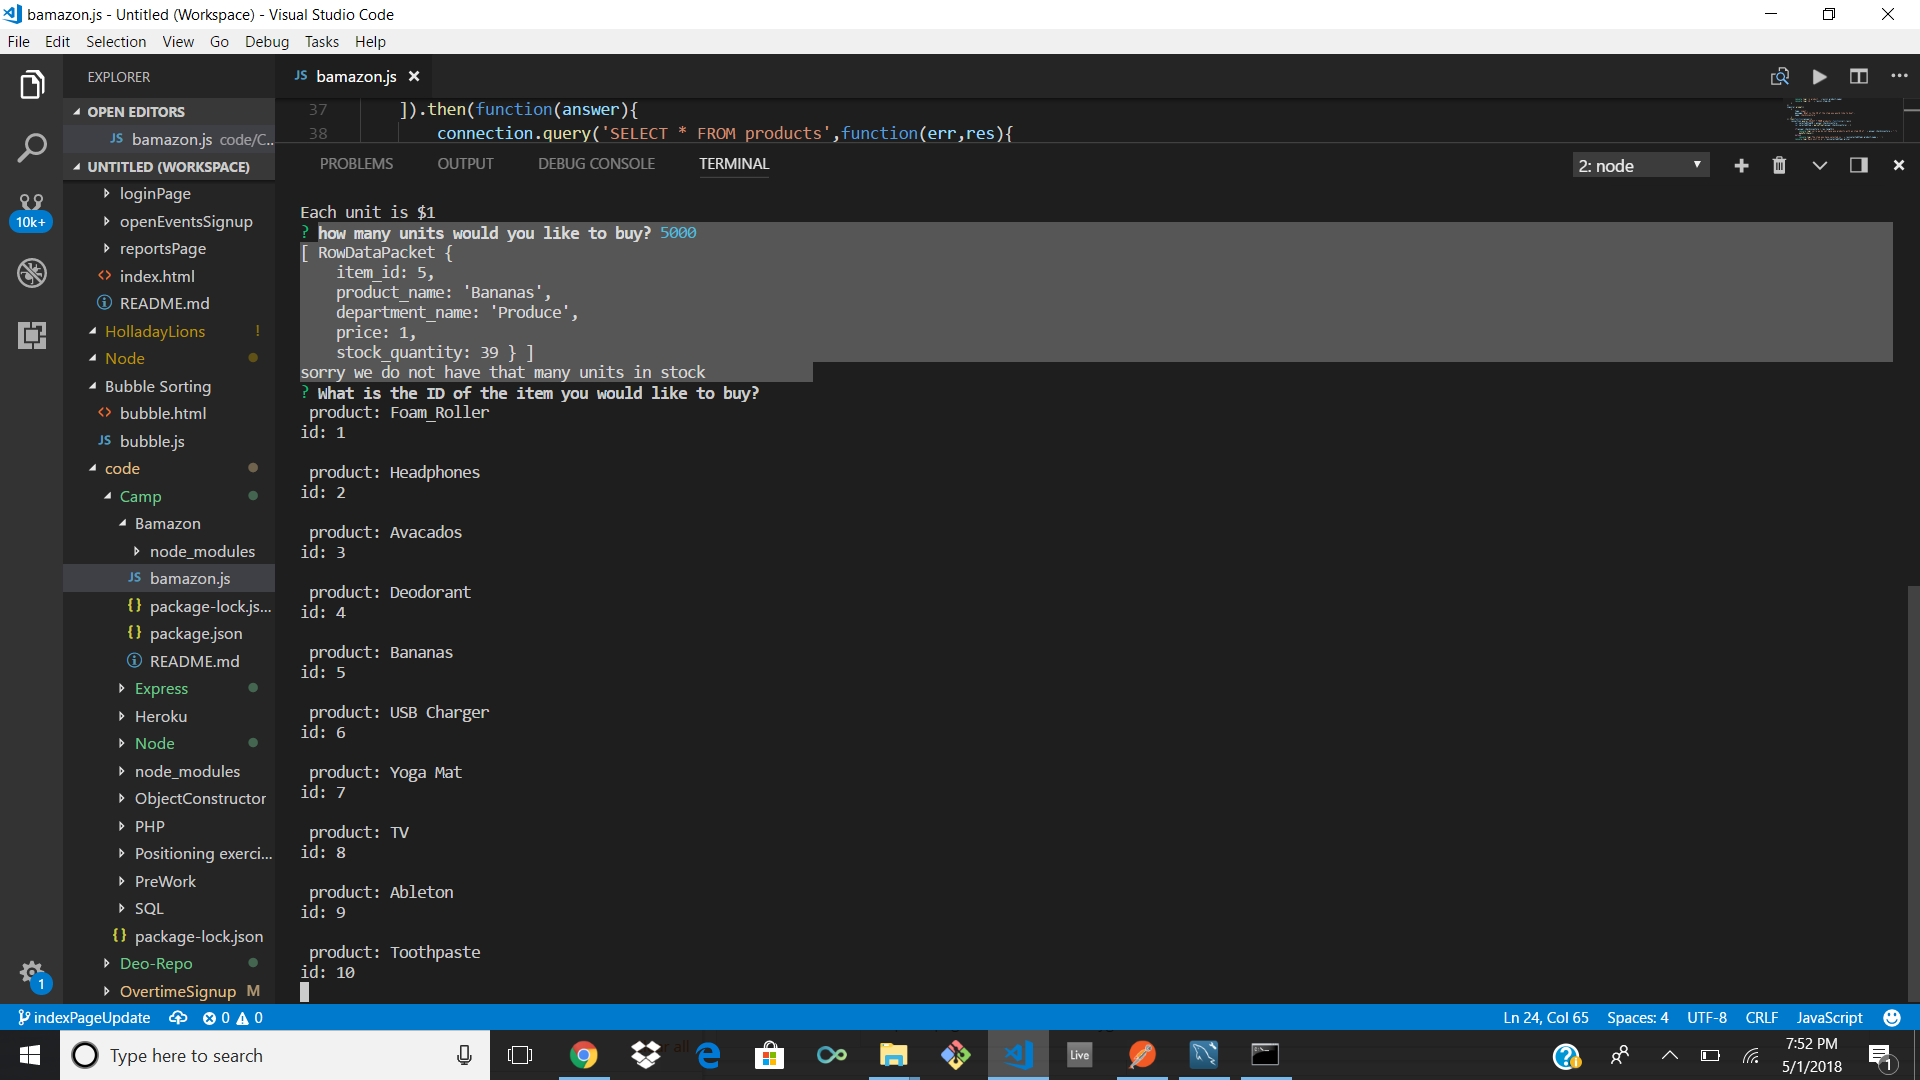 bamazon.js - Untitled (Workspace) - Visual Studio Code
File Edit Selection View Go Debug Tasks Help
EXPLORER
OPEN EDITORS
JS bamazon.js code/C...
UNTITLED (WORKSPACE)
loginPage
openEventsSignup
reportsPage
<> index.html
README.md
HolladayLions !
Node
Bubble Sorting
<> bubble.html
JS bubble.js
code
Camp
Bamazon
node_modules
JS bamazon.js
{} package-lock.js...
{} package.json
README.md
Express
Heroku
Node
node_modules
ObjectConstructor
PHP
Positioning exerci...
PreWork
SQL
{} package-lock.json
Deo-Repo
OvertimeSignup M
10k+
1
JS bamazon.js
37 ]).then(function(answer){
38 connection.query('SELECT * FROM products',function(err,res){
PROBLEMS OUTPUT DEBUG CONSOLE TERMINAL
2: node
Each unit is $1
? how many units would you like to buy? 5000
[ RowDataPacket {
item_id: 5,
product_name: 'Bananas',
department_name: 'Produce',
price: 1,
stock_quantity: 39 } ]
sorry we do not have that many units in stock
? What is the ID of the item you would like to buy?
product: Foam_Roller
id: 1
product: Headphones
id: 2
product: Avacados
id: 3
product: Deodorant
id: 4
product: Bananas
id: 5
product: USB Charger
id: 6
product: Yoga Mat
id: 7
product: TV
id: 8
product: Ableton
id: 9
product: Toothpaste
id: 10
indexPageUpdate 0 0
Ln 24, Col 65 Spaces: 4 UTF-8 CRLF JavaScript
Type here to search
Live
7:52 PM
5/1/2018
1